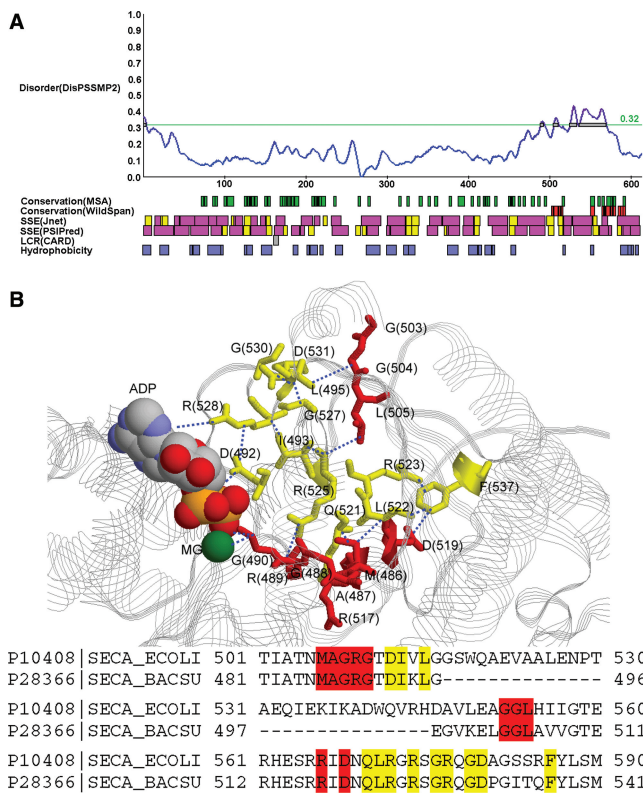 A
Disorder(DisPSSMP2)
1.0
0.9
0.8
0.7
0.6
0.5
0.4
0.3
0.2
0.1
0.0
0.32
100 200 300 400 500 600
Conservation(MSA)
Conservation(WildSpan)
SSE(Jnet)
SSE(PSIPred)
LCR(CARD)
Hydrophobicity
B
G(503)
G(530)
D(531)
G(504)
L(495)
ADP
L(505)
R(528)
G(527)
I(493)
D(492)
R(523)
R(525)
F(537)
Q(521)
L(522)
MG
D(519)
G(490)
G(488)
M(486)
R(489)
A(487)
R(517)
P10408|SECA_ECOLI 501 TIATNMAGRGTDIVLGGSWQAEVAALENPT 530
P28366|SECA_BACSU 481 TIATNMAGRGTDIKLG-------------- 496
P10408|SECA_ECOLI 531 AEQIEKIKADWQVRHDAVLEAGGLHIIGTE 560
P28366|SECA_BACSU 497 ---------------EGVKELGGLAVVGTE 511
P10408|SECA_ECOLI 561 RHESRRIDNQLRGRSGRQGDAGSSRFYLSM 590
P28366|SECA_BACSU 512 RHESRRIDNQLRGRSGRQGDPGITQFYLSM 541